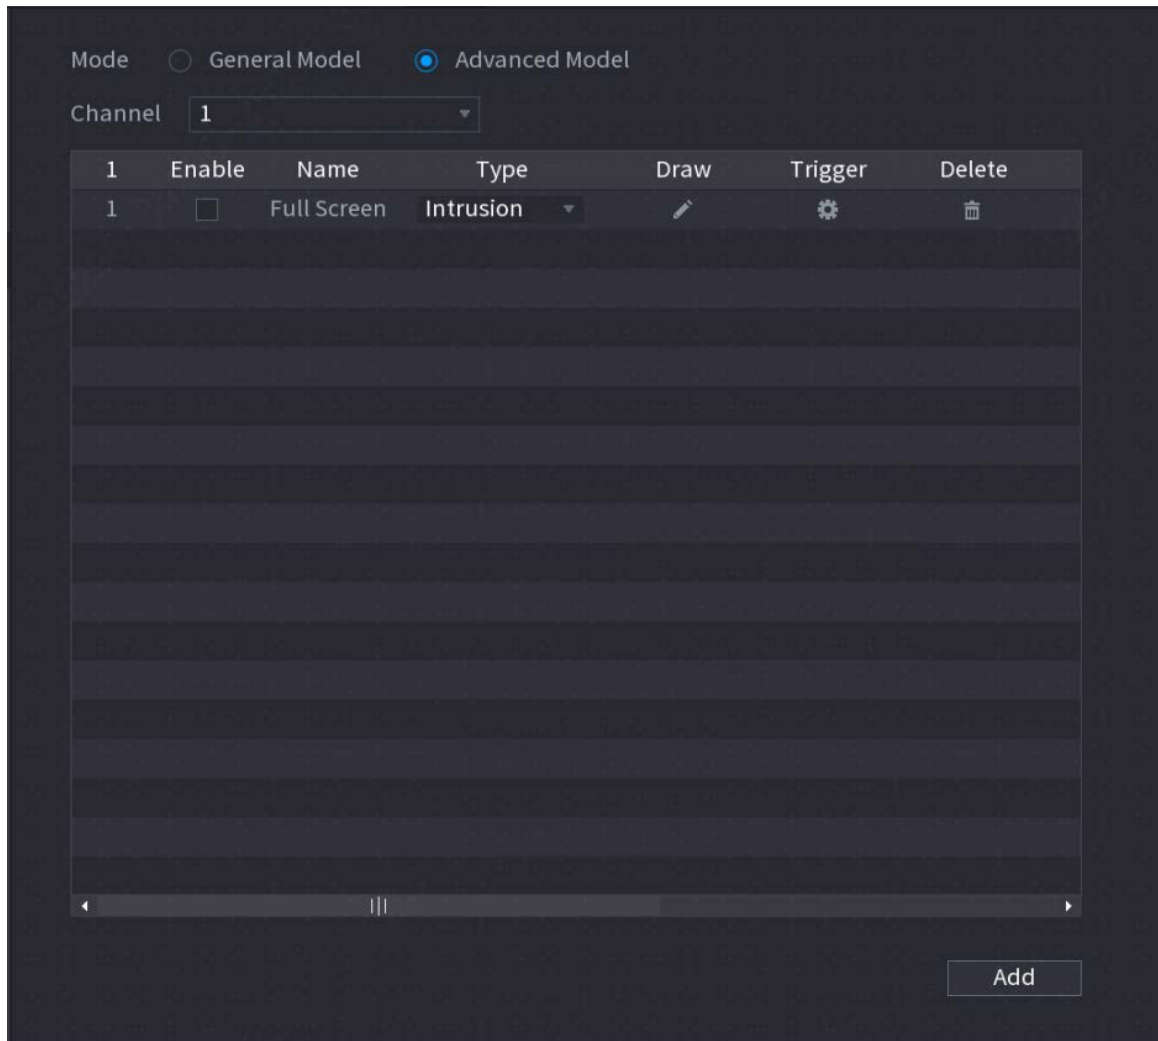 Mode General Model Advanced Model
Channel 1
1 Enable Name Type Draw Trigger Delete
1 Full Screen Intrusion
Add